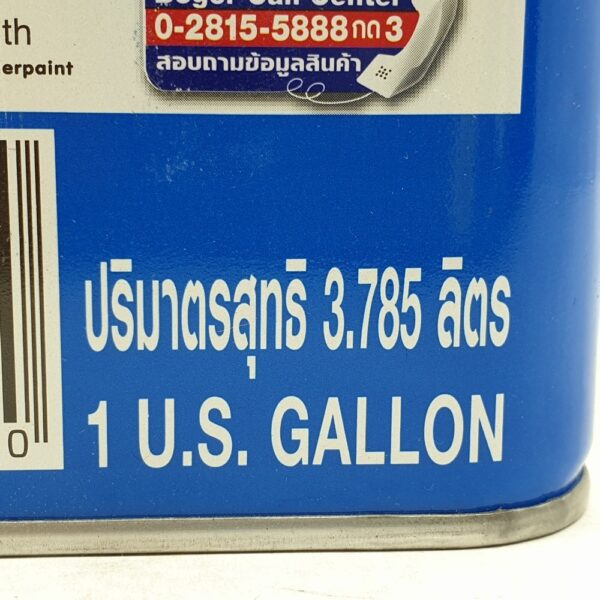 Call Center
th
0-2815-5888 กด 3
erpaint
สอบถามข้อมูลสินค้า
ปริมาตรสุทธิ 3.785 ลิตร
0
1 U.S. GALLON